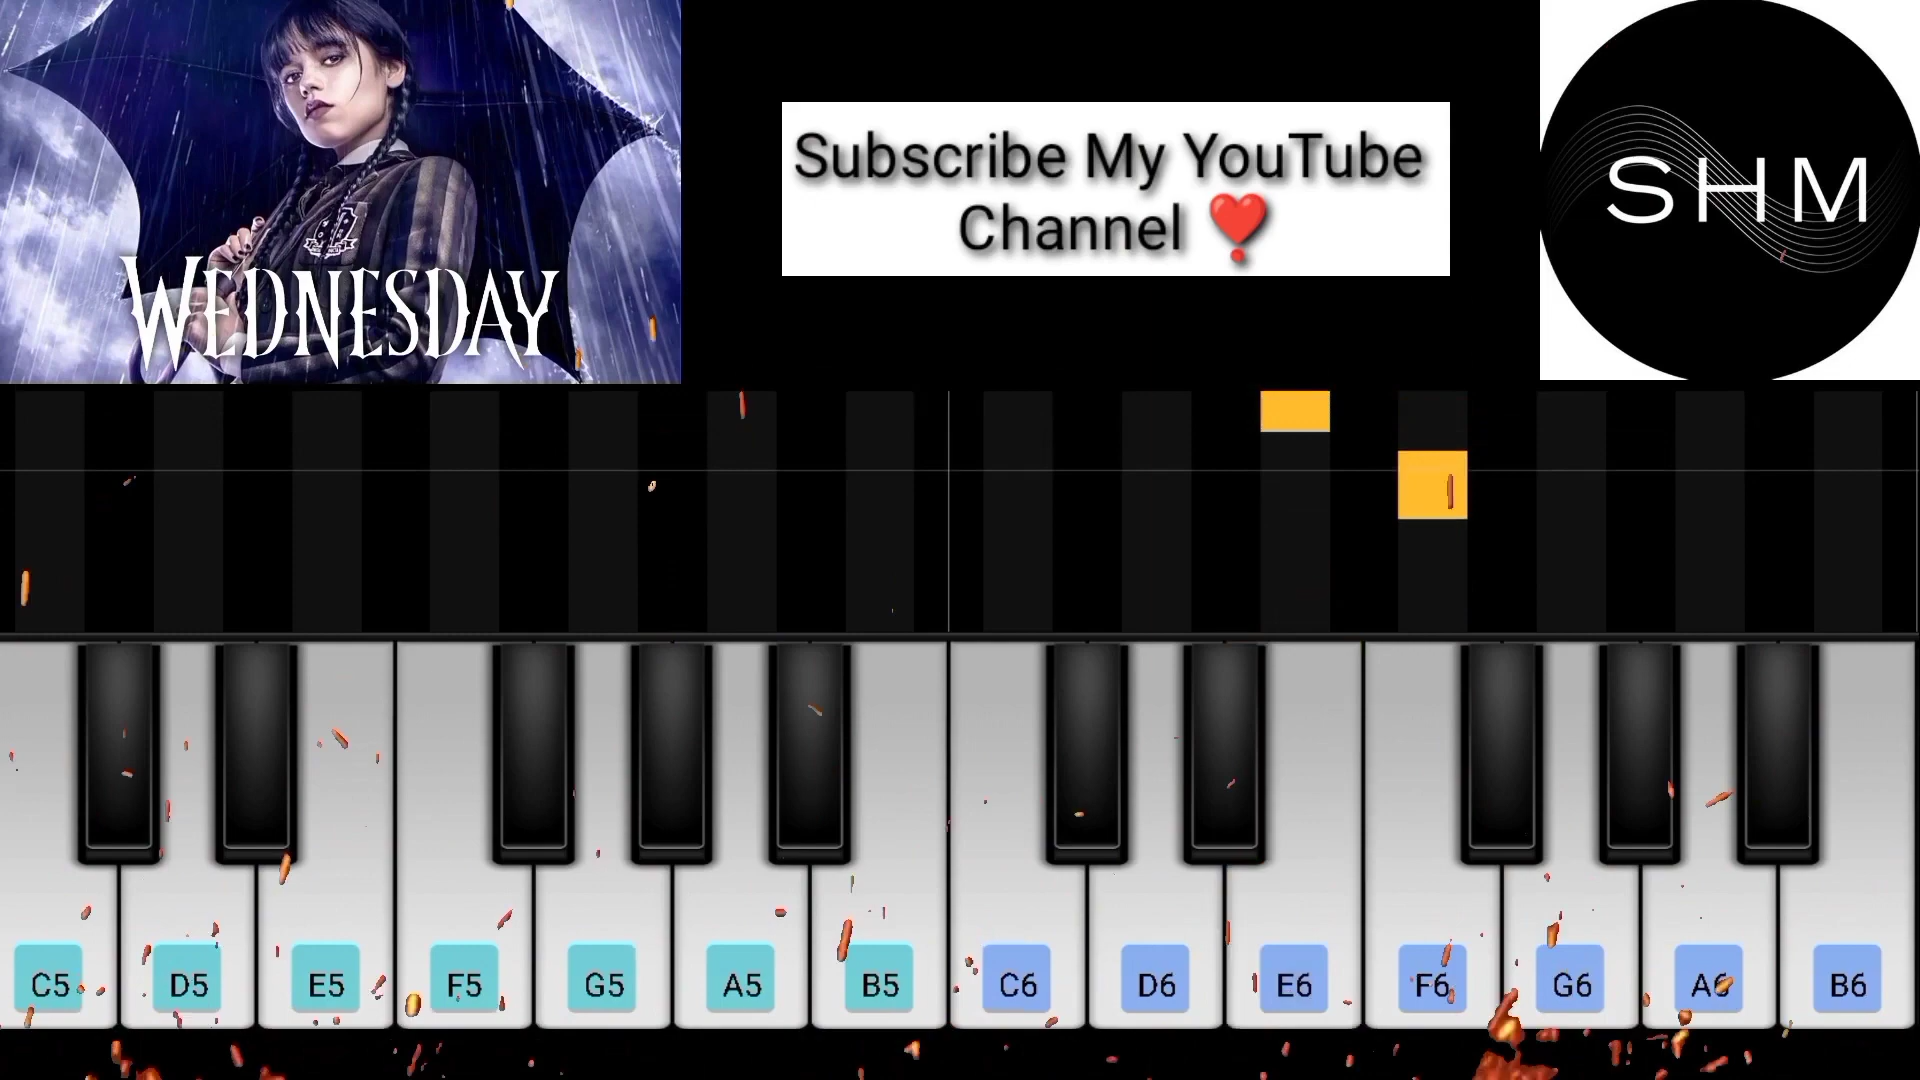 WEDNESDAY
Subscribe My YouTube
Channel ❣️
SHM
C5 D5 E5 F5 G5 A5 B5 C6 D6 E6 F6 G6 A6 B6